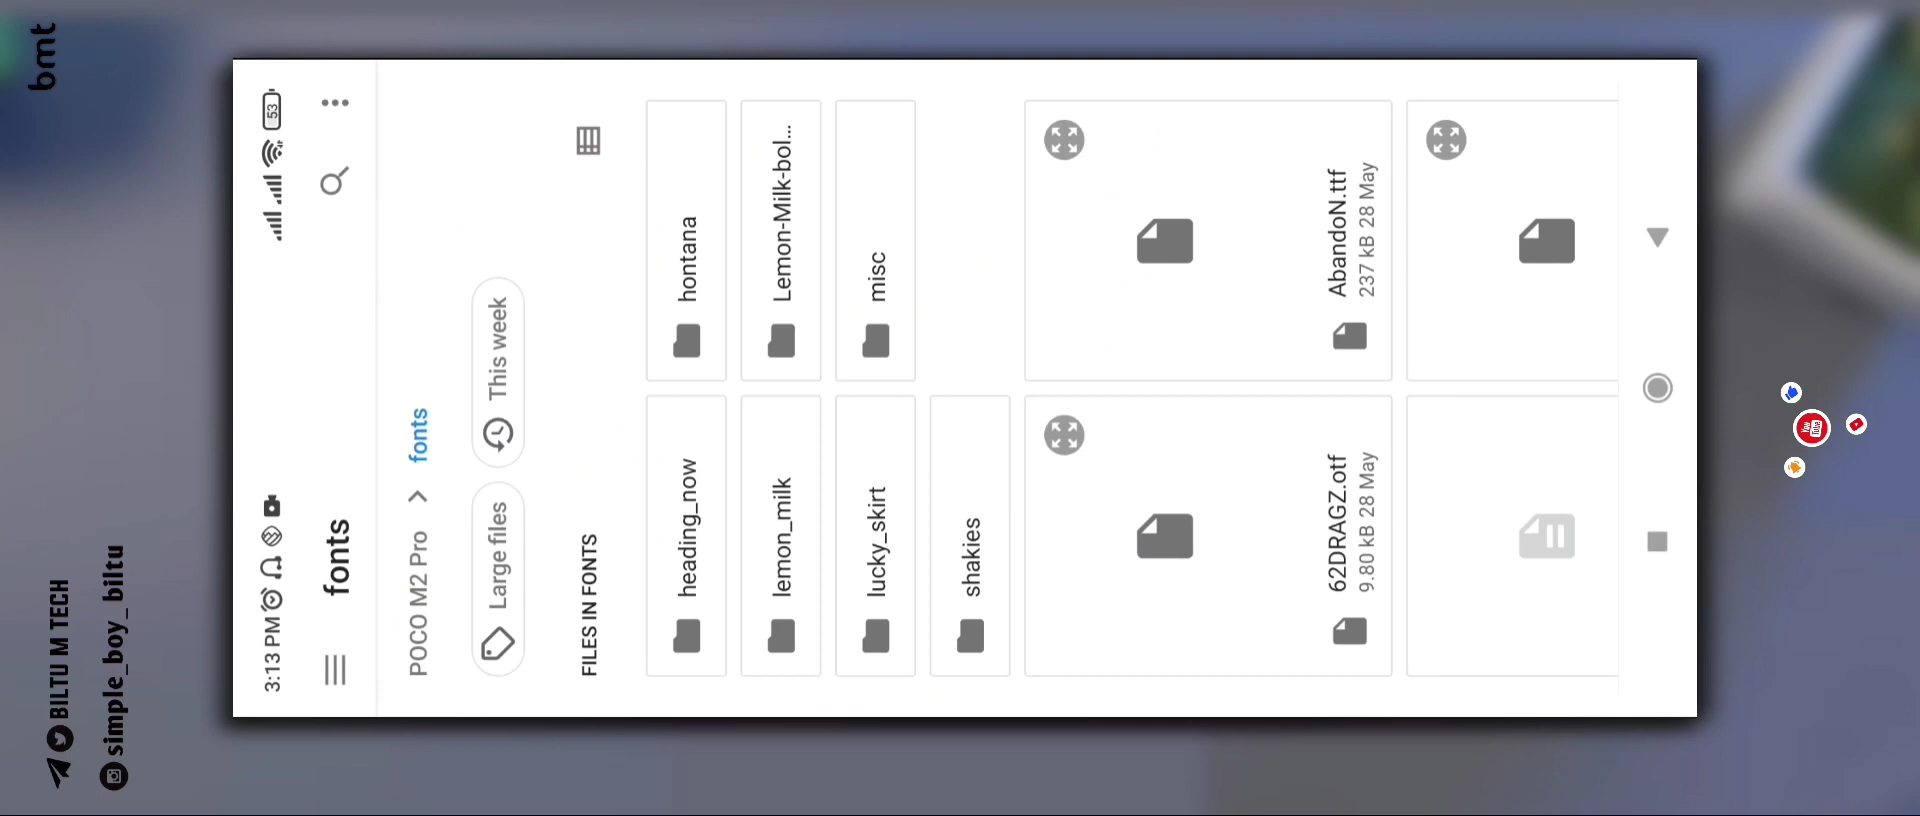 bmt
3:13 PM
53
fonts
POCO M2 Pro > fonts
Large files
This week
FILES IN FONTS
heading_now
hontana
lemon_milk
Lemon-Milk-bol...
lucky_skirt
misc
shakies
62DRAGZ.otf
9.80 kB 28 May
AbandoN.ttf
237 kB 28 May
BILTU M TECH
simple_boy_biltu
You
Tube